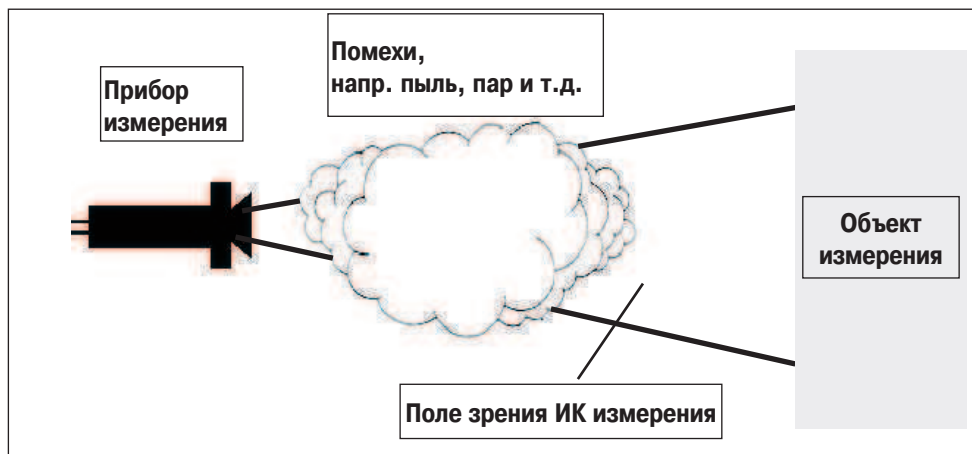 Помехи,
напр. пыль, пар и т.д.
Прибор
измерения
Объект
измерения
Поле зрения ИК измерения